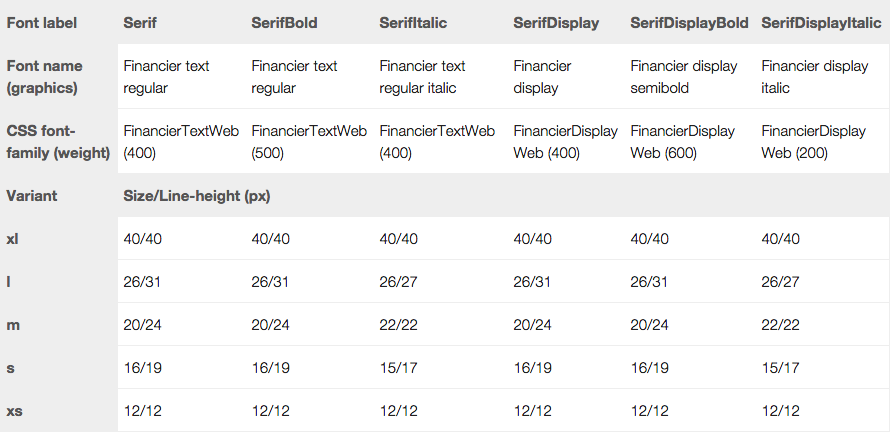 Font label Serif SerifBold SerifItalic SerifDisplay SerifDisplayBold SerifDisplayItalic
Font name Financier text Financier text Financier text Financier Financier display Financier display
(graphics) regular regular regular italic display semibold italic
CSS font- FinancierTextWeb FinancierTextWeb FinancierTextWeb FinancierDisplay FinancierDisplay FinancierDisplay
family (weight) (400) (500) (400) Web (400) Web (600) Web (200)
Variant Size/Line-height (px)
xl 40/40 40/40 40/40 40/40 40/40 40/40
l 26/31 26/31 26/27 26/31 26/31 26/27
m 20/24 20/24 22/22 20/24 20/24 22/22
s 16/19 16/19 15/17 16/19 16/19 15/17
xs 12/12 12/12 12/12 12/12 12/12 12/12